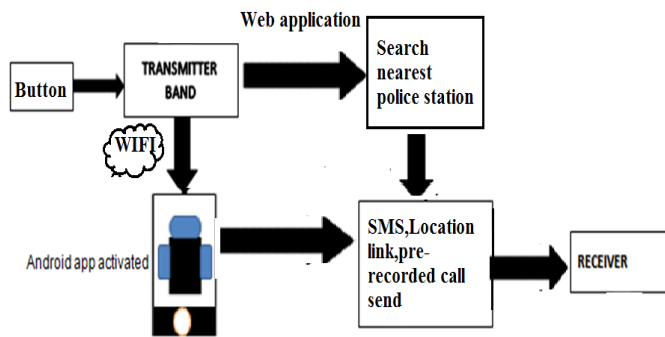 Web application
Button
TRANSMITTER
BAND
Search
nearest
police station
WIFI
Android app activated
SMS,Location
link,pre-
recorded call
send
RECEIVER